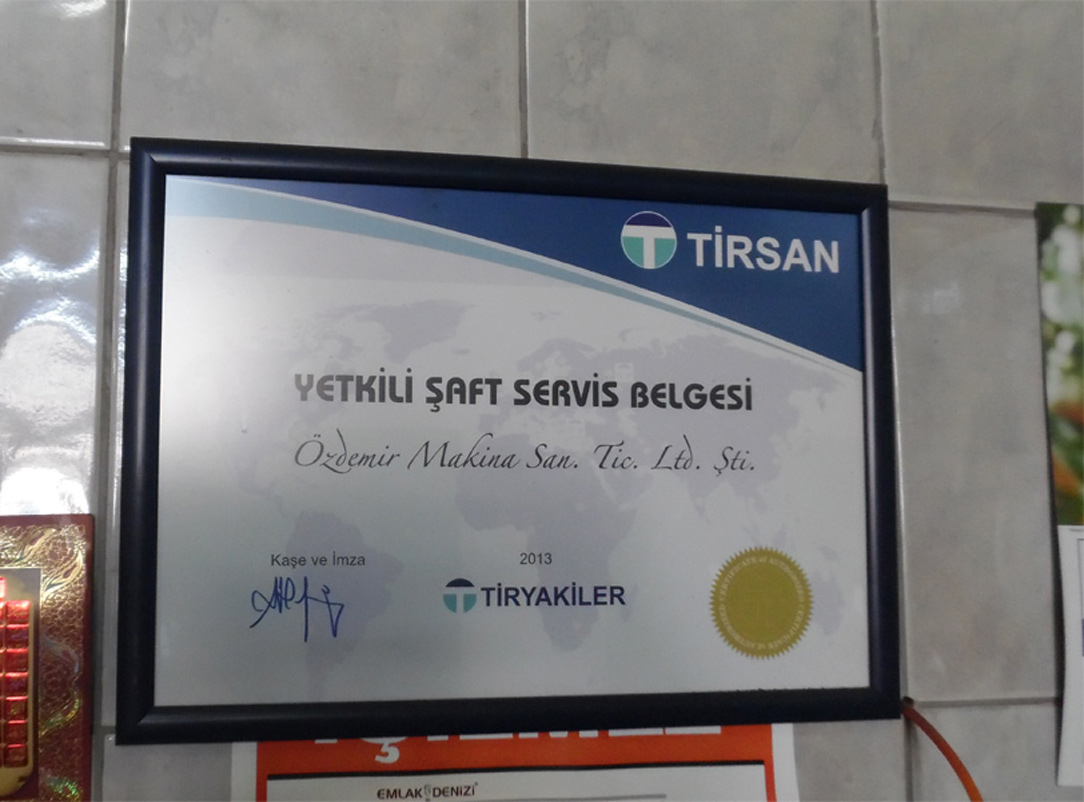 TİRSAN
YETKİLİ ŞAFT SERVİS BELGESİ
Özdemir Makina San. Tic. Ltd. Şti.
Kaşe ve İmza
2013
TİRYAKİLER
EMLAK DENİZİ